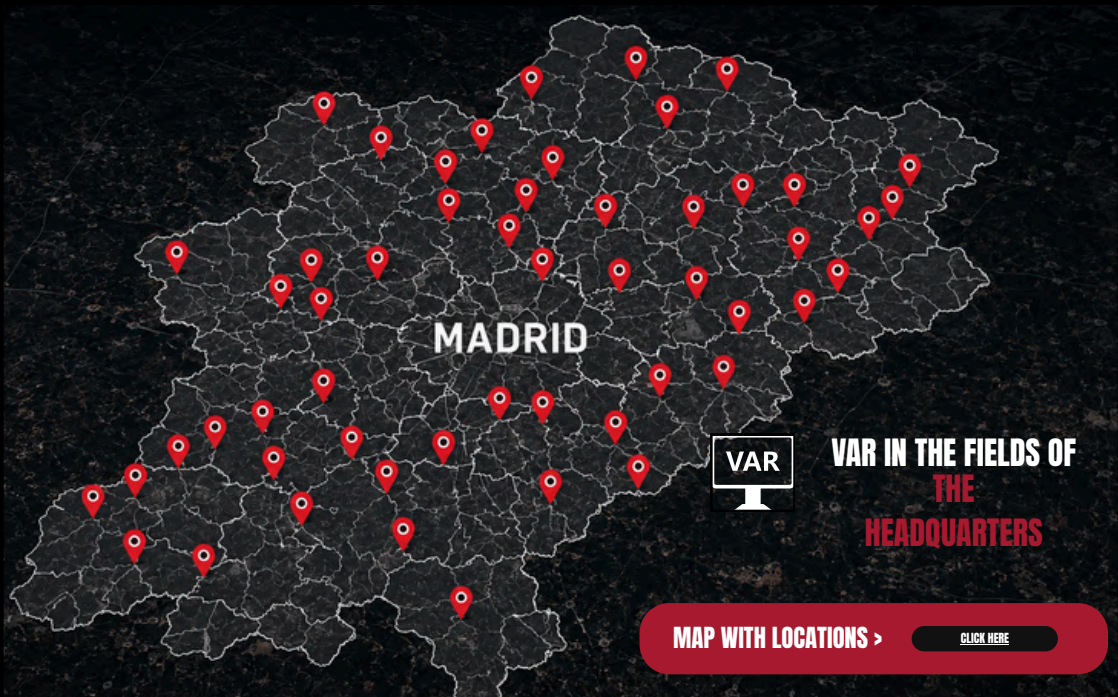 MADRID
VAR
VAR IN THE FIELDS OF
THE
HEADQUARTERS
MAP WITH LOCATIONS > CLICK HERE